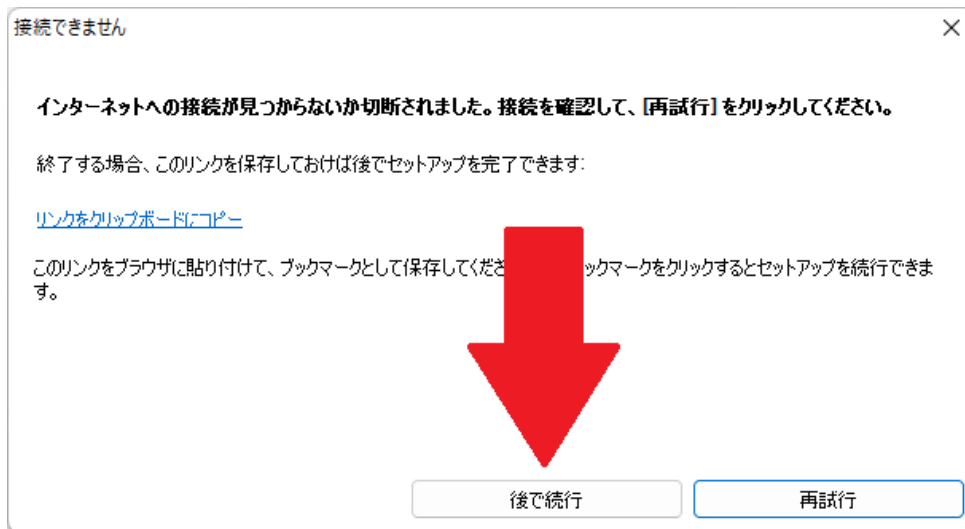 接続できません
インターネットへの接続が見つからないか切断されました。接続を確認して、[再試行] をクリックしてください。
終了する場合、このリンクを保存しておけば後でセットアップを完了できます:
リンクをクリップボードにコピー
このリンクをブラウザに貼り付けて、ブックマークとして保存してくださ ックマークをクリックするとセットアップを続行できま
す。
後で続行
再試行